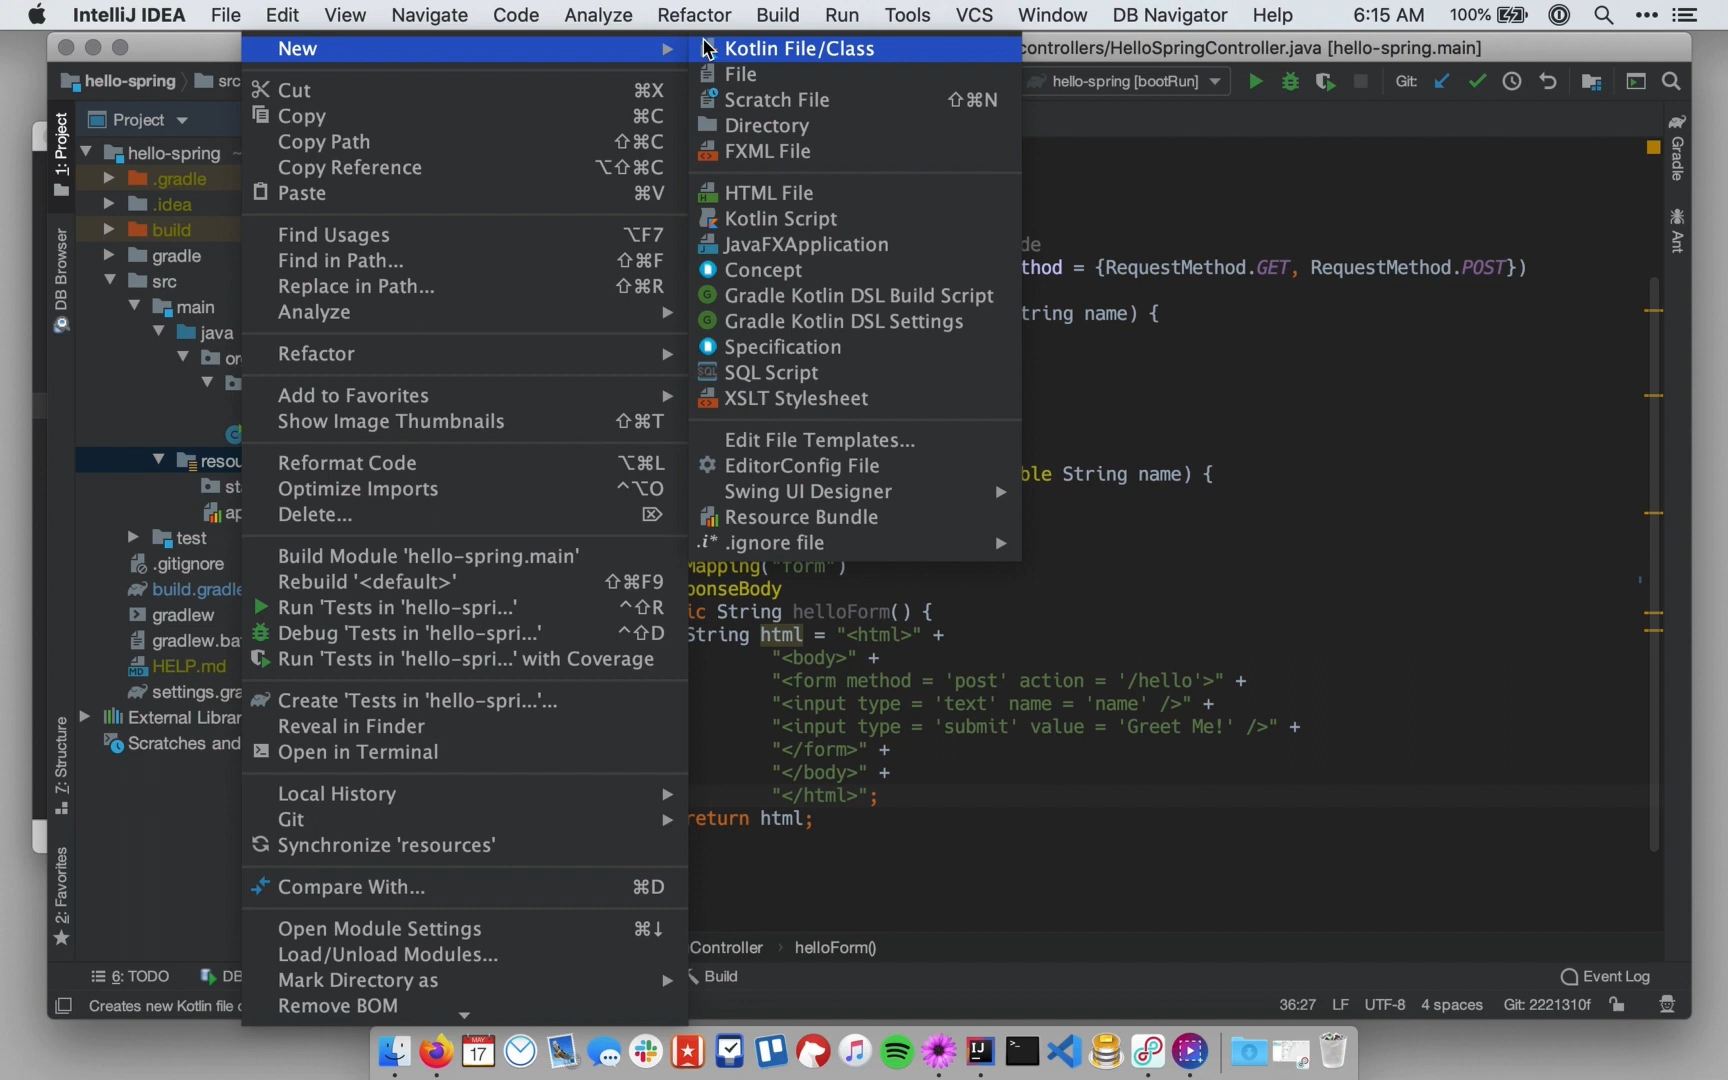 IntelliJ IDEA File Edit View Navigate Code Analyze Refactor Build Run Tools VCS Window DB Navigator Help 6:15 AM 100%
controllers/HelloSpringController.java [hello-spring.main]
hello-spring src hello-spring [bootRun] Git:
1: Project
DB Browser
7: Structure
2: Favorites
Project
hello-spring ~
.gradle
.idea
build
gradle
src
main
java
or
resou
st
ap
test
.gitignore
build.gradle
gradlew
gradlew.bat
HELP.md
settings.gra
External Librar
Scratches and
New
Cut ⌘X
Copy ⌘C
Copy Path ⇧⌘C
Copy Reference ⌥⇧⌘C
Paste ⌘V
Find Usages ⌥F7
Find in Path... ⇧⌘F
Replace in Path... ⇧⌘R
Analyze
Refactor
Add to Favorites
Show Image Thumbnails ⇧⌘T
Reformat Code ⌥⌘L
Optimize Imports ^⌥O
Delete... ⌦
Build Module 'hello-spring.main'
Rebuild '<default>' ⇧⌘F9
Run 'Tests in 'hello-spri...' ^⇧R
Debug 'Tests in 'hello-spri...' ^⇧D
Run 'Tests in 'hello-spri...' with Coverage
Create 'Tests in 'hello-spri...'...
Reveal in Finder
Open in Terminal
Local History
Git
Synchronize 'resources'
Compare With... ⌘D
Open Module Settings ⌘↓
Load/Unload Modules...
Mark Directory as
Remove BOM
Kotlin File/Class
File
Scratch File ⇧⌘N
Directory
FXML File
HTML File
Kotlin Script
JavaFXApplication
Concept
Gradle Kotlin DSL Build Script
Gradle Kotlin DSL Settings
Specification
SQL Script
XSLT Stylesheet
Edit File Templates...
EditorConfig File
Swing UI Designer
Resource Bundle
.i* .ignore file
de
thod = {RequestMethod.GET, RequestMethod.POST})
tring name) {
ble String name) {
Mapping("form")
ponseBody
ic String helloForm() {
String html = "<html>" +
"<body>" +
"<form method = 'post' action = '/hello'>" +
"<input type = 'text' name = 'name' />" +
"<input type = 'submit' value = 'Greet Me!' />" +
"</form>" +
"</body>" +
"</html>";
return html;
Gradle
Ant
Controller › helloForm()
6: TODO DB Build Event Log
Creates new Kotlin file o 36:27 LF UTF-8 4 spaces Git: 2221310f
MAY
17
IJ